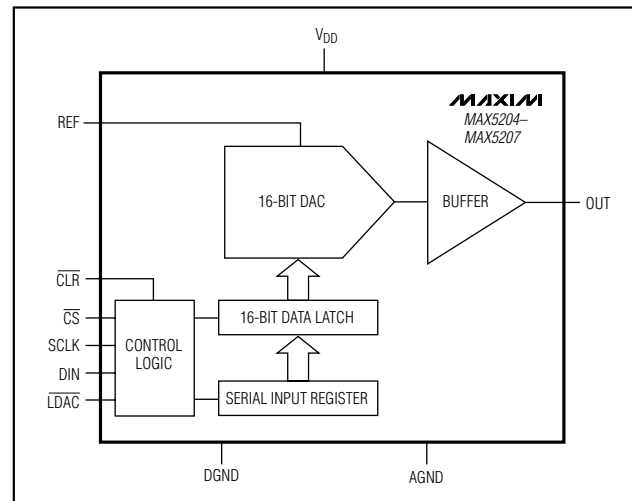 VDD
MAXIM
MAX5204–
MAX5207
REF
16-BIT DAC
BUFFER
OUT
CLR
CS
16-BIT DATA LATCH
SCLK
CONTROL
LOGIC
DIN
LDAC
SERIAL INPUT REGISTER
DGND
AGND